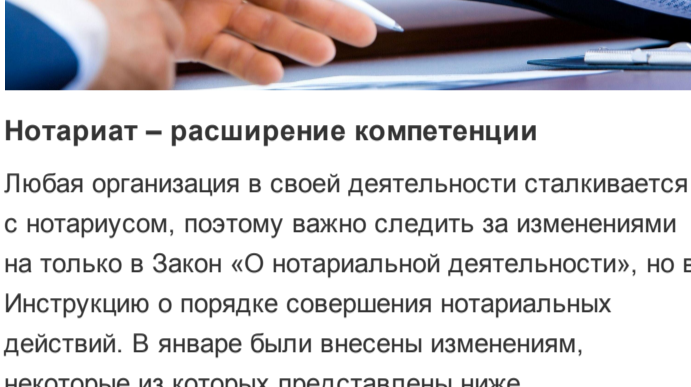 Нотариат – расширение компетенции
Любая организация в своей деятельности сталкивается
с нотариусом, поэтому важно следить за изменениями
на только в Закон «О нотариальной деятельности», но в
Инструкцию о порядке совершения нотариальных
действий. В январе были внесены изменениям,
некоторые из которых представлены ниже